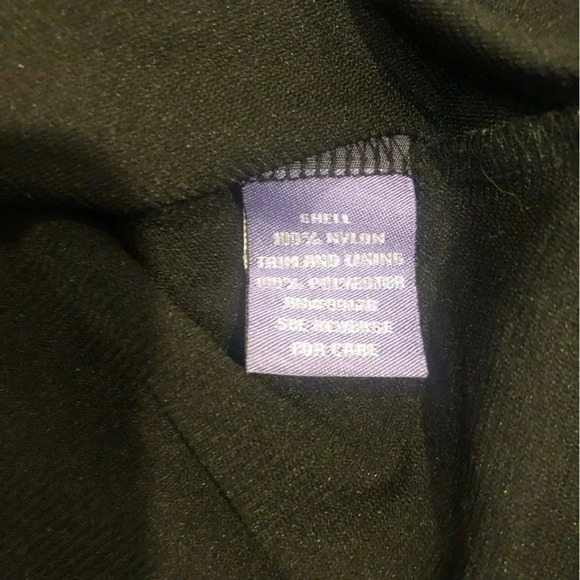 SHELL
100% NYLON
TRIM AND LINING
100% POLYESTER
SEE REVERSE
FOR CARE